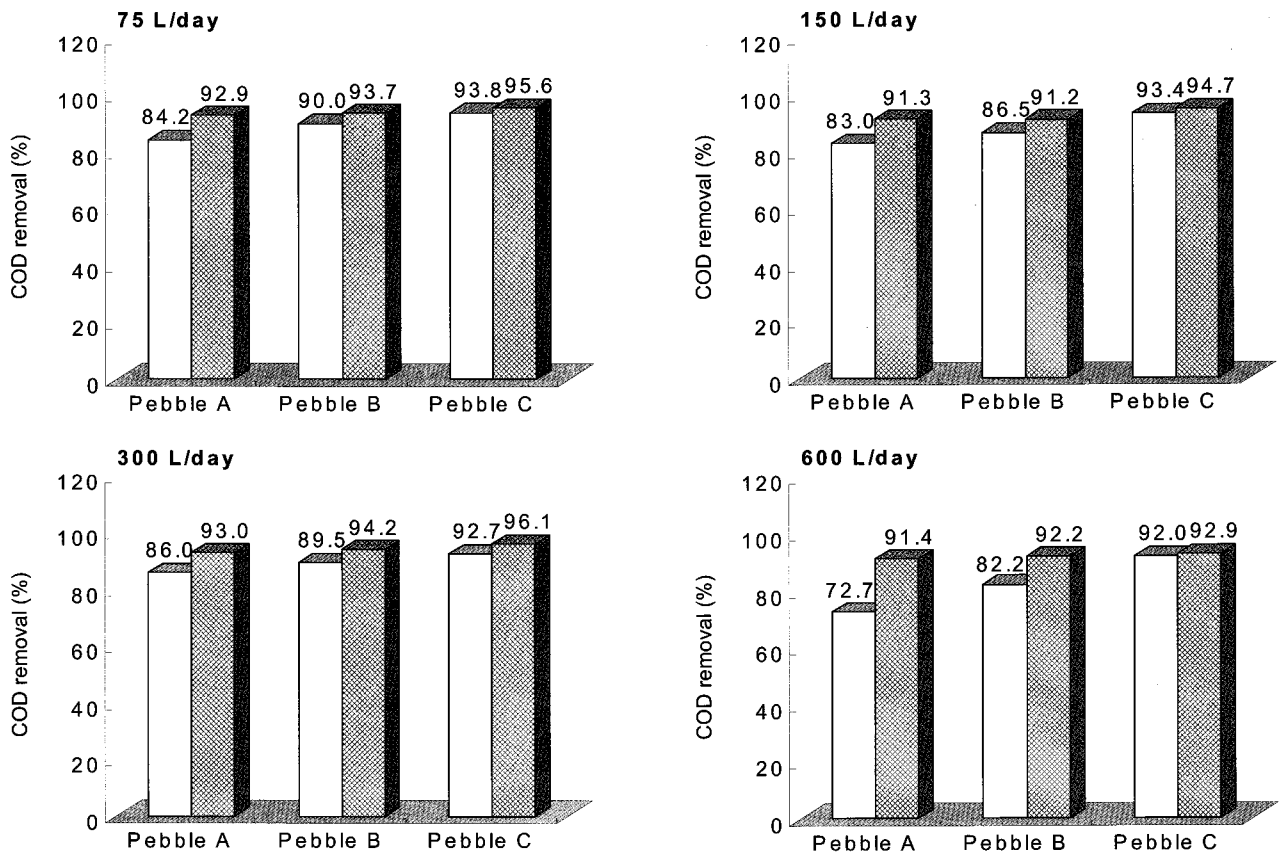 75 L/day
COD removal (%)
120
100
80
60
40
20
0
84.2 92.9 90.0 93.7 93.8 95.6
Pebble A Pebble B Pebble C
150 L/day
COD removal (%)
120
100
80
60
40
20
0
83.0 91.3 86.5 91.2 93.4 94.7
Pebble A Pebble B Pebble C
300 L/day
COD removal (%)
120
100
80
60
40
20
0
86.0 93.0 89.5 94.2 92.7 96.1
Pebble A Pebble B Pebble C
600 L/day
COD removal (%)
120
100
80
60
40
20
0
72.7 91.4 82.2 92.2 92.0 92.9
Pebble A Pebble B Pebble C